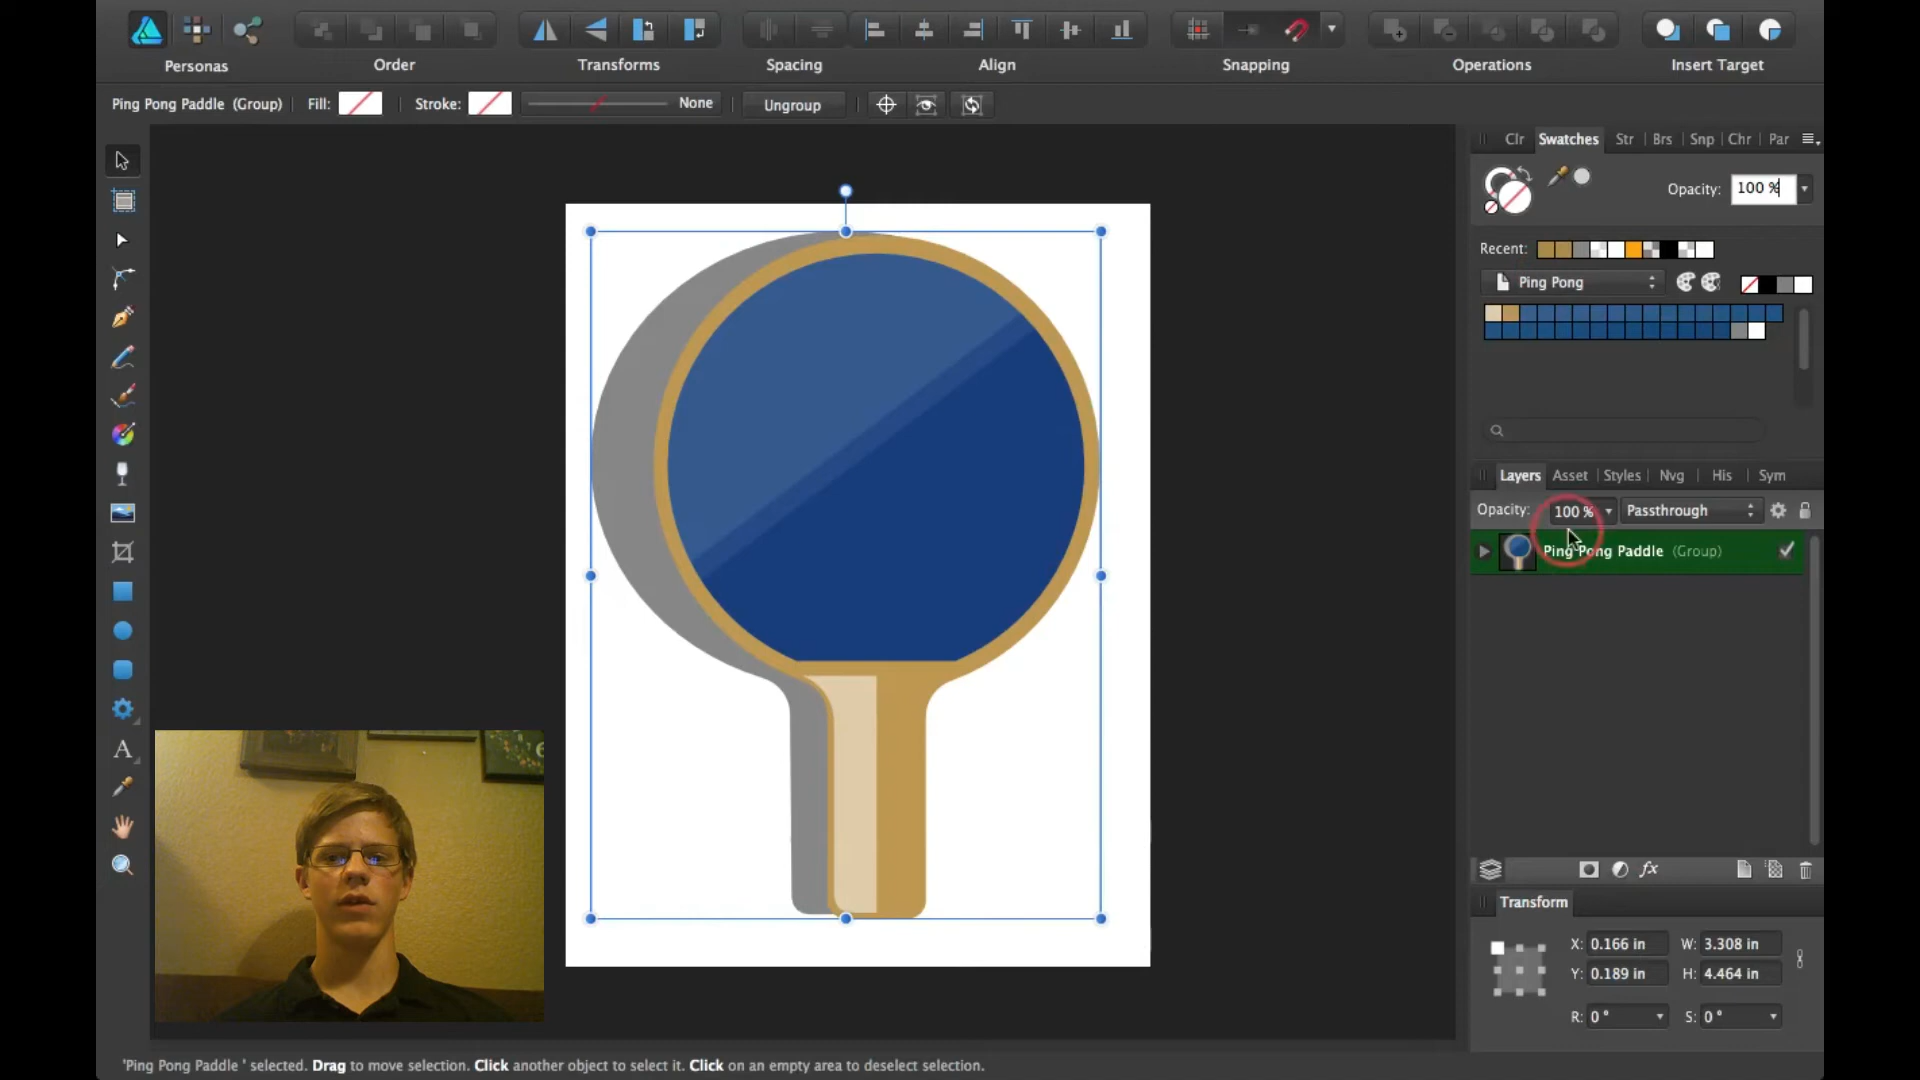 Personas Order Transforms Spacing Align Snapping Operations Insert Target
Ping Pong Paddle (Group) Fill: Stroke: None Ungroup
Clr Swatches Str Brs Snp Chr Par
Opacity: 100 %
Recent:
Ping Pong
Layers Asset Styles Nvg His Sym
Opacity: 100 % Passthrough
Ping Pong Paddle (Group)
fx
Transform
X: 0.166 in W: 3.308 in
Y: 0.189 in H: 4.464 in
R: 0 ° S: 0 °
A
'Ping Pong Paddle ' selected. Drag to move selection. Click another object to select it. Click on an empty area to deselect selection.